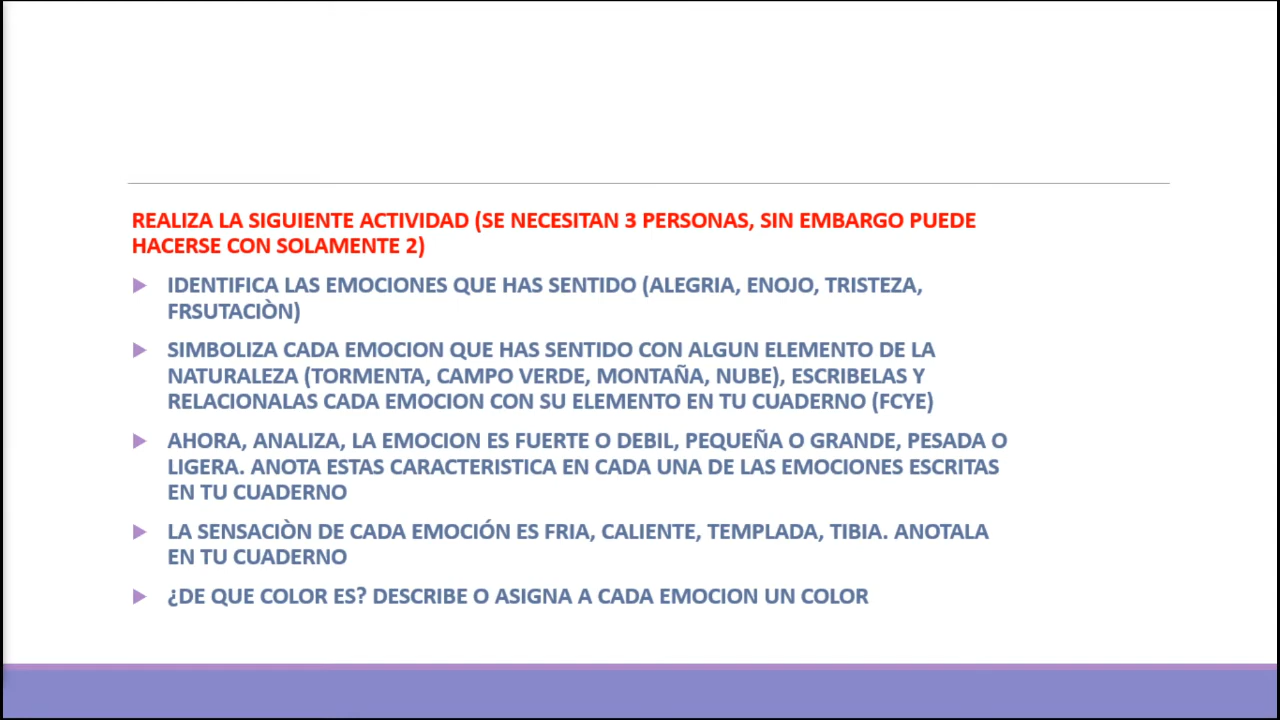 REALIZA LA SIGUIENTE ACTIVIDAD (SE NECESITAN 3 PERSONAS, SIN EMBARGO PUEDE
HACERSE CON SOLAMENTE 2)
IDENTIFICA LAS EMOCIONES QUE HAS SENTIDO (ALEGRIA, ENOJO, TRISTEZA,
FRSUTACIÒN)
SIMBOLIZA CADA EMOCION QUE HAS SENTIDO CON ALGUN ELEMENTO DE LA
NATURALEZA (TORMENTA, CAMPO VERDE, MONTAÑA, NUBE), ESCRIBELAS Y
RELACIONALAS CADA EMOCION CON SU ELEMENTO EN TU CUADERNO (FCYE)
AHORA, ANALIZA, LA EMOCION ES FUERTE O DEBIL, PEQUEÑA O GRANDE, PESADA O
LIGERA. ANOTA ESTAS CARACTERISTICA EN CADA UNA DE LAS EMOCIONES ESCRITAS
EN TU CUADERNO
LA SENSACIÒN DE CADA EMOCIÓN ES FRIA, CALIENTE, TEMPLADA, TIBIA. ANOTALA
EN TU CUADERNO
¿DE QUE COLOR ES? DESCRIBE O ASIGNA A CADA EMOCION UN COLOR